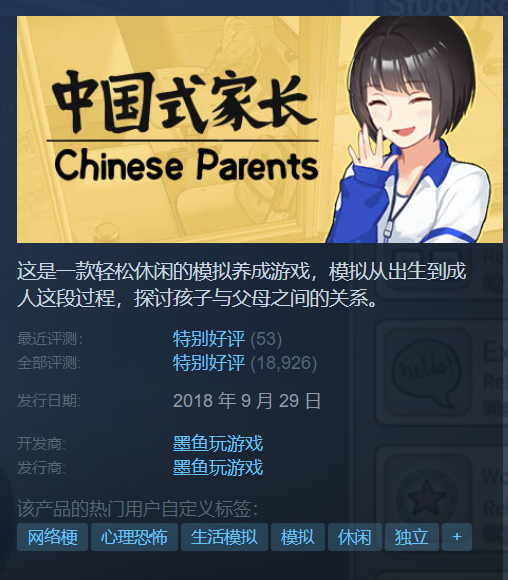 Study Ro
中国式家长
Chinese Parents
这是一款轻松休闲的模拟养成游戏，模拟从出生到成
人这段过程，探讨孩子与父母之间的关系。
最近评测： 特别好评 (53)
全部评测: 特别好评 (18,926)
发行日期: 2018 年 9 月 29 日
开发商: 墨鱼玩游戏
发行商: 墨鱼玩游戏
该产品的热门用户自定义标签：
网络梗 心理恐怖 生活模拟 模拟 休闲 独立 +
hello!